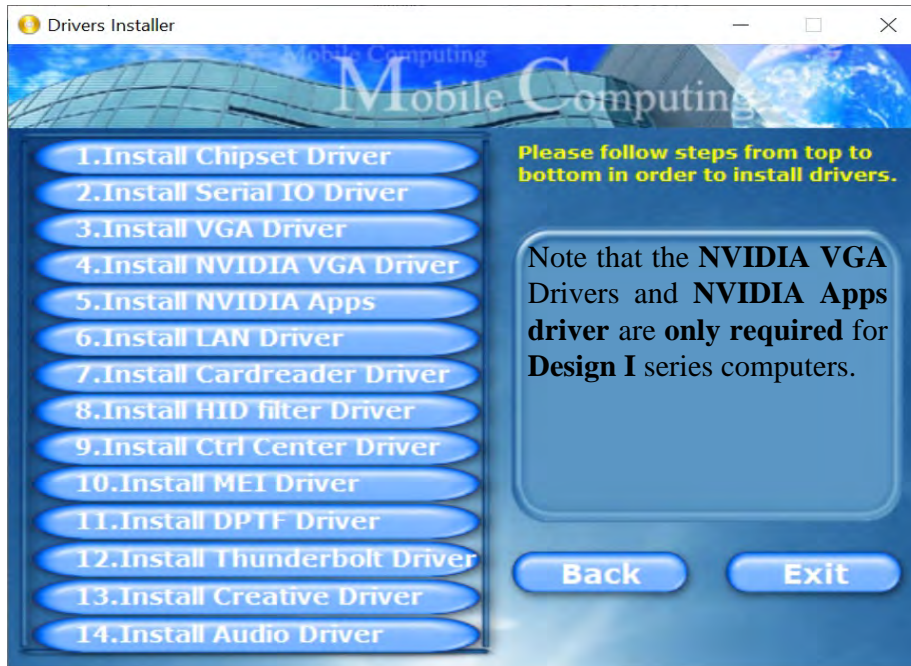 Drivers Installer
Mobile Computing
Mobile Computing
1.Install Chipset Driver
2.Install Serial IO Driver
3.Install VGA Driver
4.Install NVIDIA VGA Driver
5.Install NVIDIA Apps
6.Install LAN Driver
7.Install Cardreader Driver
8.Install HID filter Driver
9.Install Ctrl Center Driver
10.Install MEI Driver
11.Install DPTF Driver
12.Install Thunderbolt Driver
13.Install Creative Driver
14.Install Audio Driver
Please follow steps from top to
bottom in order to install drivers.
Note that the NVIDIA VGA
Drivers and NVIDIA Apps
driver are only required for
Design I series computers.
Back
Exit